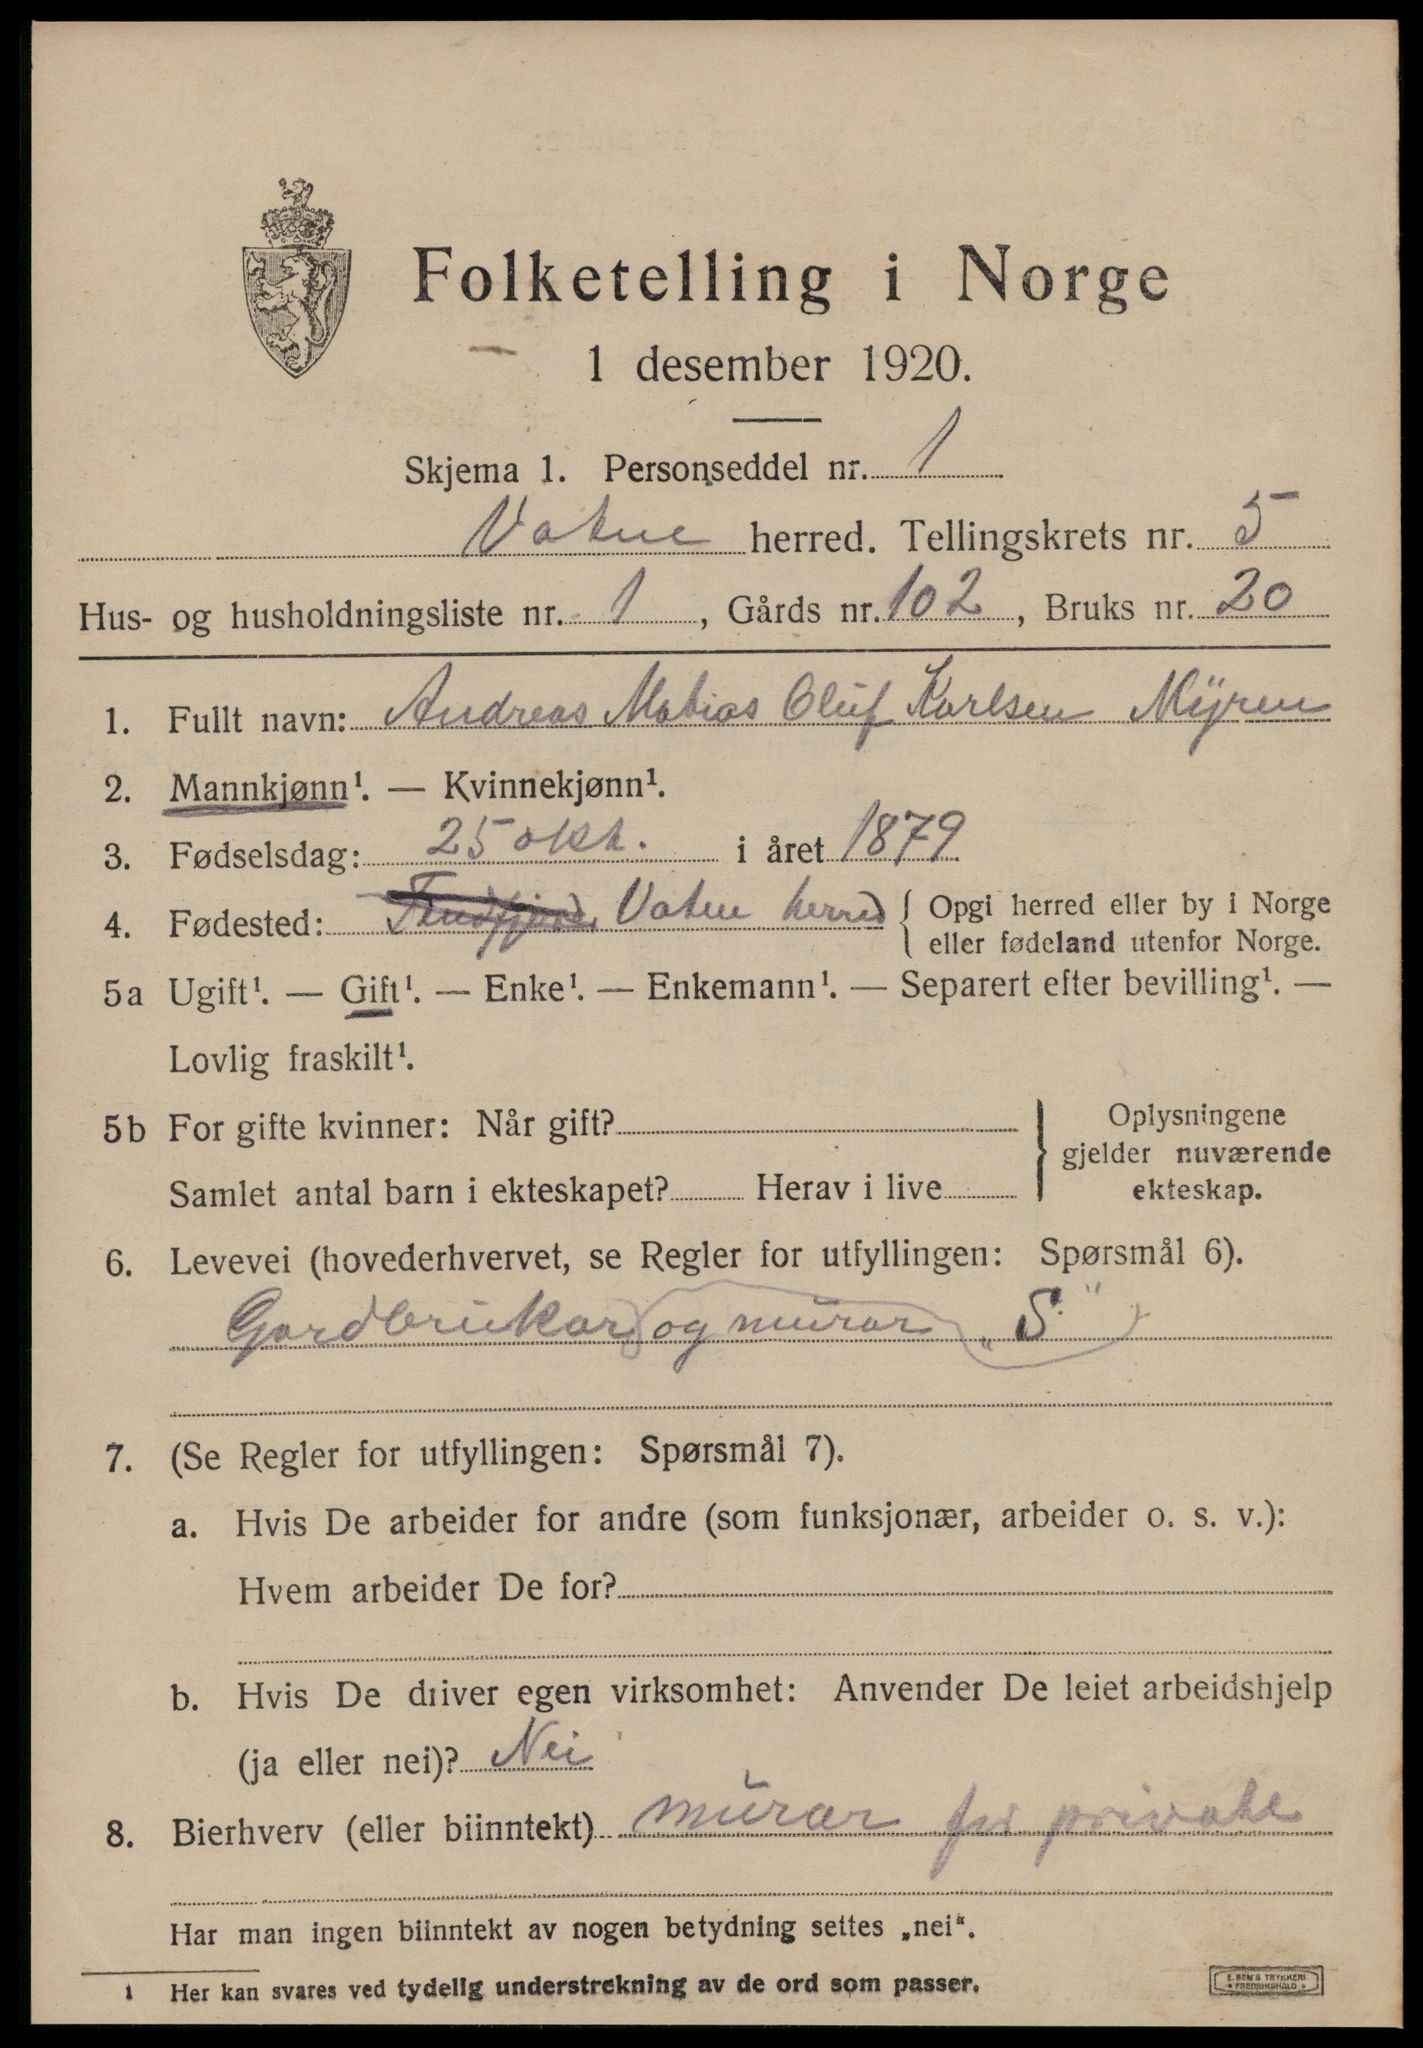 Folketelling i Norge
1 desember 1920.
Skjema 1. Personseddel nr. 1
Vatne herred. Tellingskrets nr. 5
Hus- og husholdningsliste nr. 1, Gårds nr. 102, Bruks nr. 20
1. Fullt navn: Andreas Matias Oluf Karlsen Myren
2. Mannkjønn¹. — Kvinnekjønn¹.
3. Fødselsdag: 25 okt. i året 1879
4. Fødested: Vatne herred { Opgi herred eller by i Norge
eller fødeland utenfor Norge.
5a Ugift¹. — Gift¹. — Enke¹. — Enkemann¹. — Separert efter bevilling¹. —
Lovlig fraskilt¹.
5b For gifte kvinner: Når gift?
Samlet antal barn i ekteskapet? Herav i live
} Oplysningene
gjelder nuværende
ekteskap.
6. Levevei (hovederhvervet, se Regler for utfyllingen: Spørsmål 6).
Gardbrukar og murar „S."
7. (Se Regler for utfyllingen: Spørsmål 7).
a. Hvis De arbeider for andre (som funksjonær, arbeider o. s. v.):
Hvem arbeider De for?
b. Hvis De driver egen virksomhet: Anvender De leiet arbeidshjelp
(ja eller nei)? Nei
8. Bierhverv (eller biinntekt) murar for private
Har man ingen biinntekt av nogen betydning settes „nei“.
1 Her kan svares ved tydelig understrekning av de ord som passer.
E. SEM'S TRYKKERI
FREDRIKSHALD